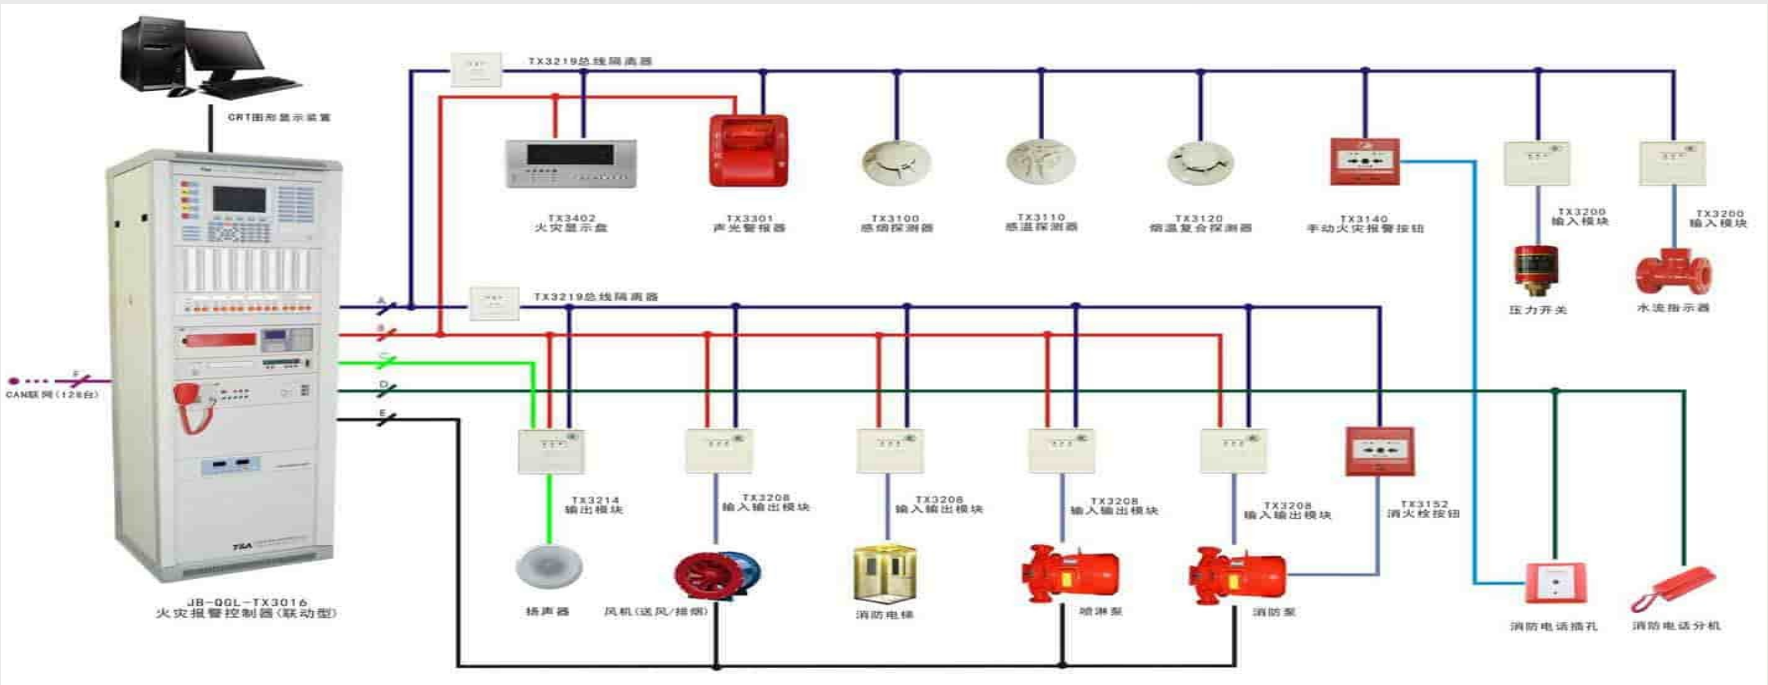 CRT图形显示装置
TX3219总线隔离器
TX3402
火灾显示盘
TX3301
声光警报器
TX3100
感烟探测器
TX3110
感温探测器
TX3120
烟温复合探测器
TX3140
手动火灾报警按钮
TX3200
输入模块
TX3200
输入模块
压力开关
水流指示器
A
TX3219总线隔离器
B
C
D
E
F
CAN联网(128台)
TX3214
输出模块
TX3208
输入输出模块
TX3208
输入输出模块
TX3208
输入输出模块
TX3208
输入输出模块
TX3152
消火栓按钮
扬声器
风机(送风/排烟)
消防电梯
喷淋泵
消防泵
消防电话插孔
消防电话分机
T&A
JB-QGL-TX3016
火灾报警控制器(联动型)